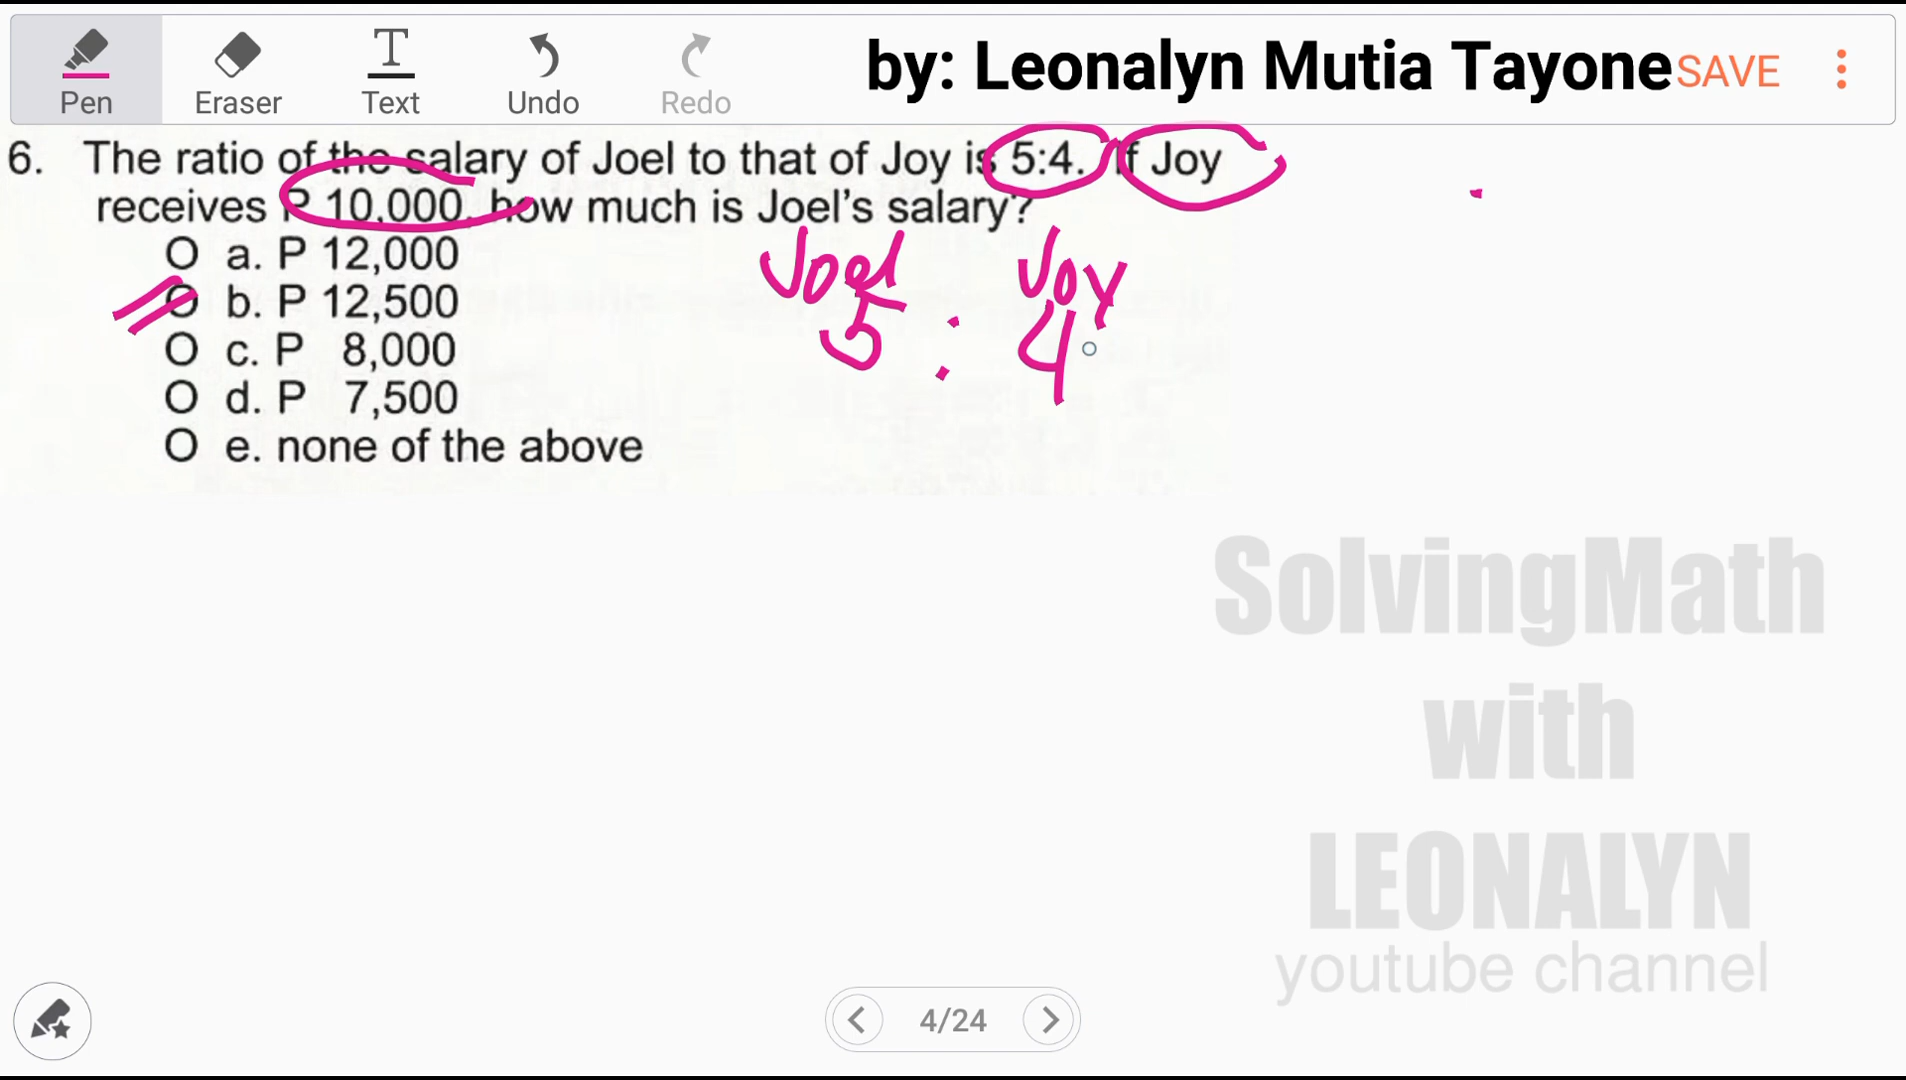 Pen
Eraser
Text
Undo
Redo
by: Leonalyn Mutia Tayone
SAVE
6. The ratio of the salary of Joel to that of Joy is 5:4. If Joy
receives P 10,000, how much is Joel's salary?
O a. P 12,000
O b. P 12,500
O c. P 8,000
O d. P 7,500
O e. none of the above
Joel Joy
5 : 4
SolvingMath
with
LEONALYN
youtube channel
4/24